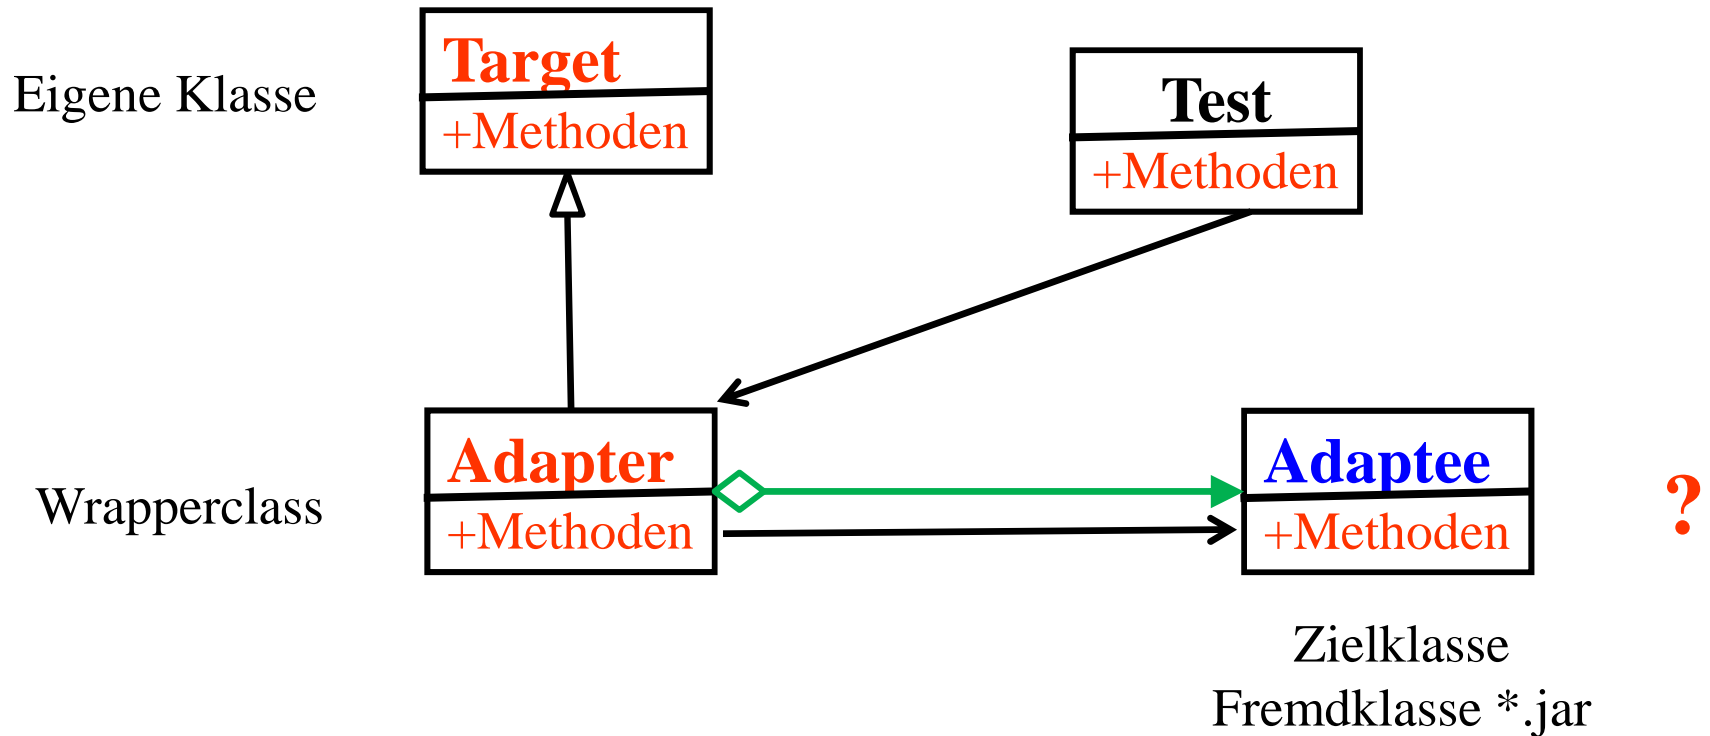 Eigene Klasse
Target
+Methoden
Test
+Methoden
Wrapperclass
Adapter
+Methoden
Adaptee
+Methoden
?
Zielklasse
Fremdklasse *.jar